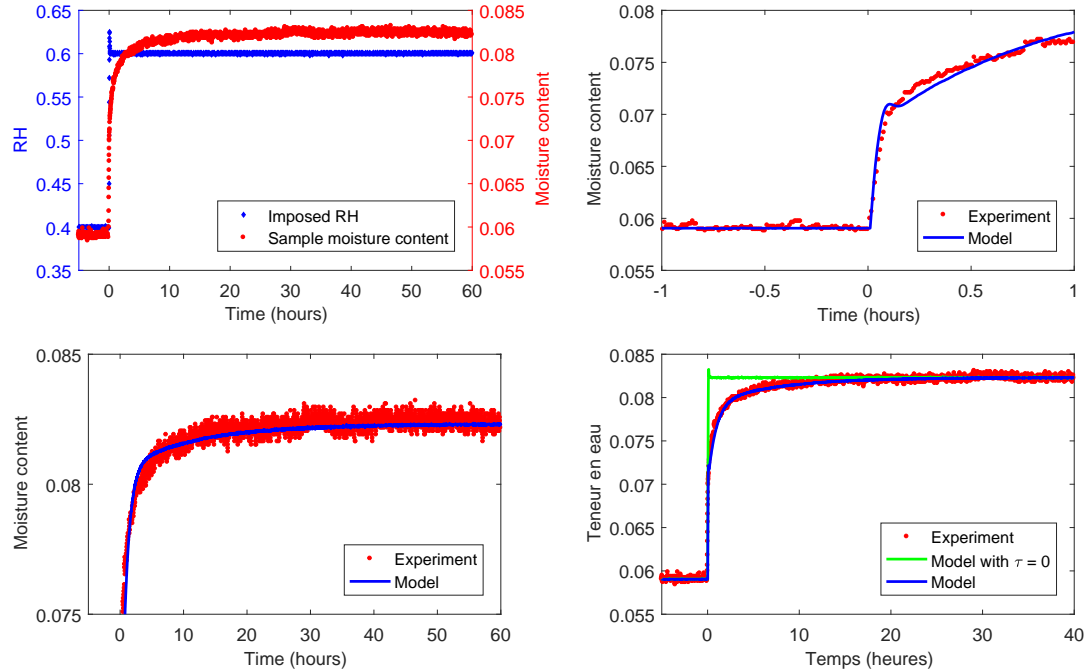 0.65
0.6
0.55
0.5
0.45
0.4
0.35
RH
0.085
0.08
0.075
0.07
0.065
0.06
0.055
Moisture content
Imposed RH
Sample moisture content
0 10 20 30 40 50 60
Time (hours)
0.08
0.075
0.07
0.065
0.06
0.055
Moisture content
Experiment
Model
-1 -0.5 0 0.5 1
Time (hours)
0.085
0.08
0.075
Moisture content
Experiment
Model
0 10 20 30 40 50 60
Time (hours)
0.085
0.08
0.075
0.07
0.065
0.06
0.055
Teneur en eau
Experiment
Model with τ = 0
Model
0 10 20 30 40
Temps (heures)